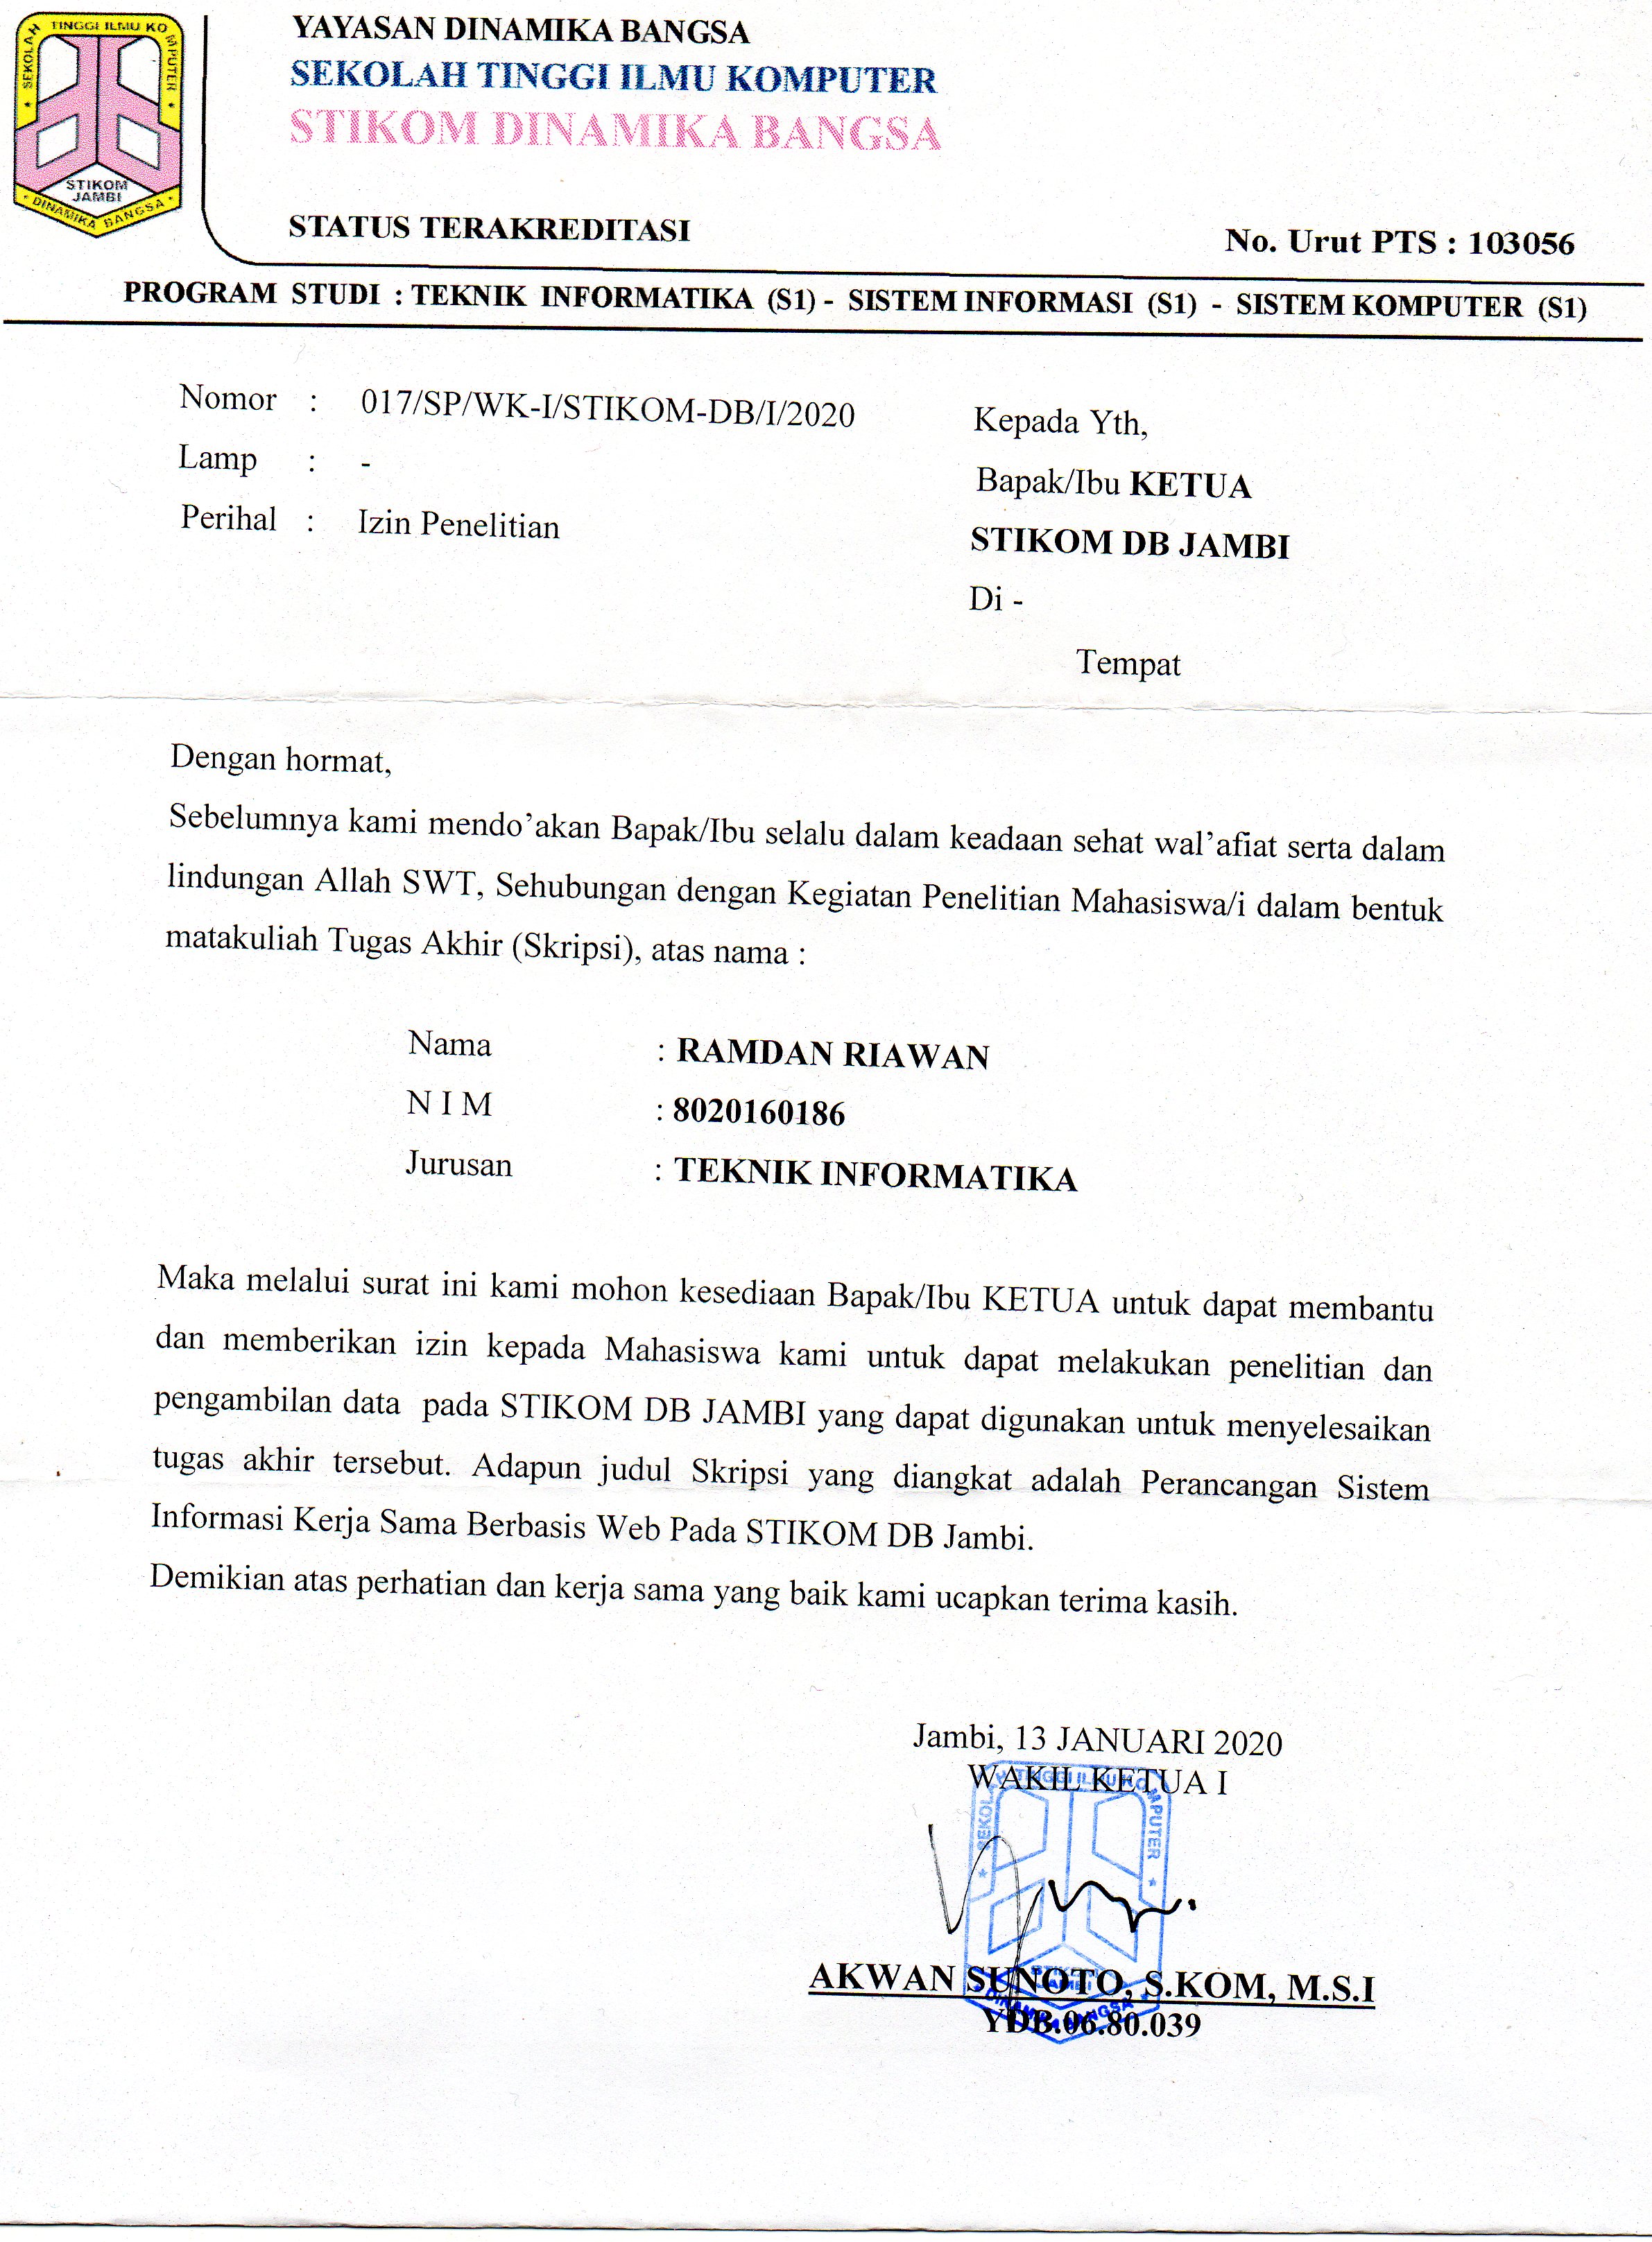 SEKOLAH TINGGI ILMU KOMPUTER
STIKOM
JAMBI
DINAMIKA BANGSA
YAYASAN DINAMIKA BANGSA
SEKOLAH TINGGI ILMU KOMPUTER
STIKOM DINAMIKA BANGSA
STATUS TERAKREDITASI
No. Urut PTS : 103056
PROGRAM STUDI : TEKNIK INFORMATIKA (S1) - SISTEM INFORMASI (S1) - SISTEM KOMPUTER (S1)
Nomor : 017/SP/WK-I/STIKOM-DB/I/2020
Lamp : -
Perihal : Izin Penelitian
Kepada Yth,
Bapak/Ibu KETUA
STIKOM DB JAMBI
Di -
Tempat
Dengan hormat,
Sebelumnya kami mendo’akan Bapak/Ibu selalu dalam keadaan sehat wal’afiat serta dalam
lindungan Allah SWT, Sehubungan dengan Kegiatan Penelitian Mahasiswa/i dalam bentuk
matakuliah Tugas Akhir (Skripsi), atas nama :
Nama : RAMDAN RIAWAN
N I M : 8020160186
Jurusan : TEKNIK INFORMATIKA
Maka melalui surat ini kami mohon kesediaan Bapak/Ibu KETUA untuk dapat membantu
dan memberikan izin kepada Mahasiswa kami untuk dapat melakukan penelitian dan
pengambilan data pada STIKOM DB JAMBI yang dapat digunakan untuk menyelesaikan
tugas akhir tersebut. Adapun judul Skripsi yang diangkat adalah Perancangan Sistem
Informasi Kerja Sama Berbasis Web Pada STIKOM DB Jambi.
Demikian atas perhatian dan kerja sama yang baik kami ucapkan terima kasih.
Jambi, 13 JANUARI 2020
WAKIL KETUA I
SEKOLAH TINGGI ILMU KOMPUTER
STIKOM
JAMBI
DINAMIKA BANGSA
AKWAN SUNOTO, S.KOM, M.S.I
YDB.06.80.039